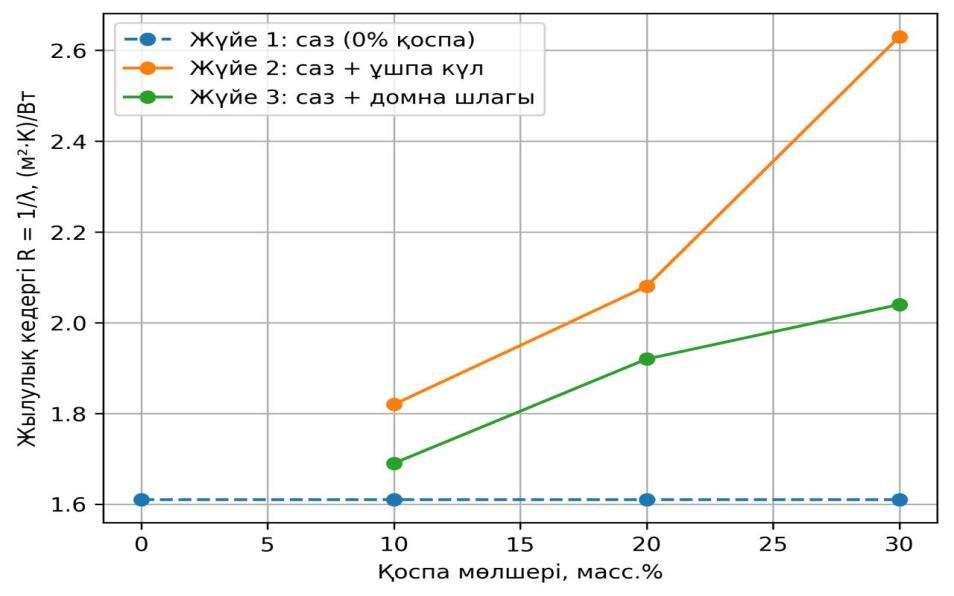 Жүйе 1: саз (0% қоспа)
Жүйе 2: саз + ұшпа күл
Жүйе 3: саз + домна шлагы
Жылулық кедергі R = 1/λ, (м²·К)/Вт
2.6
2.4
2.2
2.0
1.8
1.6
0 5 10 15 20 25 30
Қоспа мөлшері, масс.%